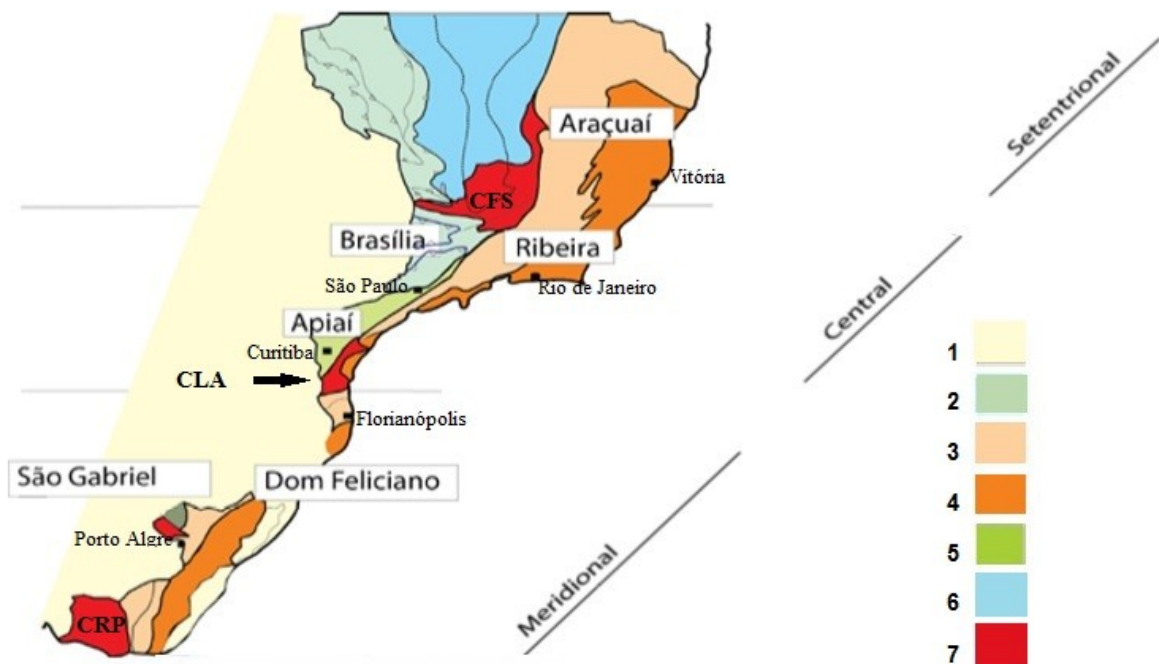 Setentrional
Araçuaí
Vitória
CFS
Brasília
Ribeira
São Paulo
Rio de Janeiro
Central
Apiaí
Curitiba
1
CLA
2
Florianópolis
3
São Gabriel
Dom Feliciano
4
Porto Algre
5
Meridional
6
CRP
7